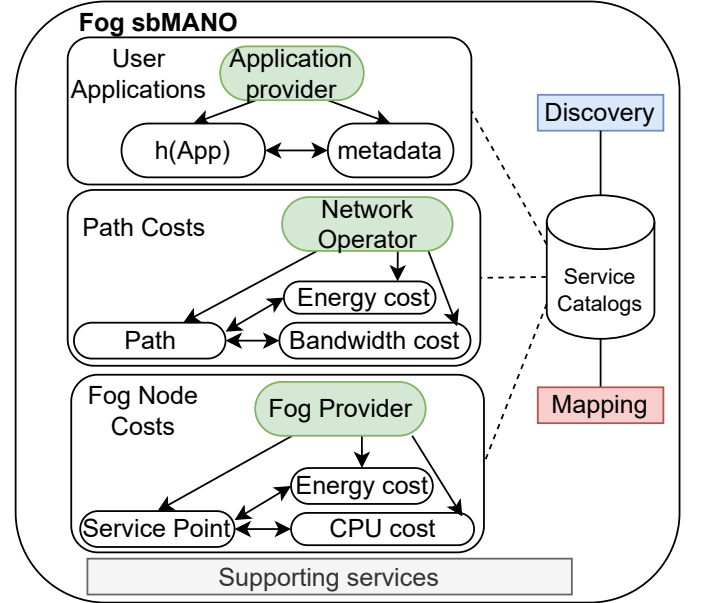 Fog sbMANO
User
Applications
Application
provider
h(App)
metadata
Path Costs
Network
Operator
Energy cost
Path
Bandwidth cost
Fog Node
Costs
Fog Provider
Energy cost
Service Point
CPU cost
Supporting services
Discovery
Service
Catalogs
Mapping